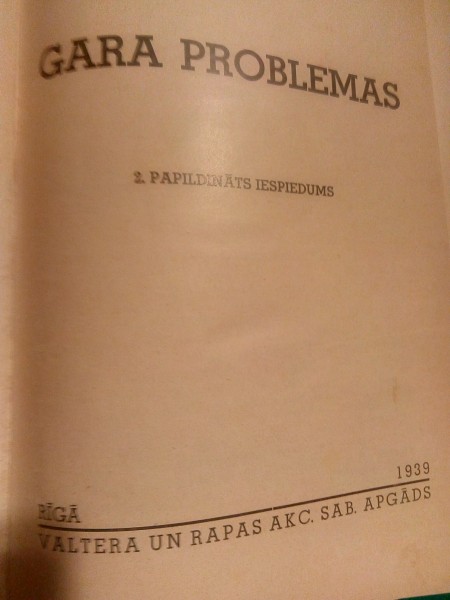 GARA PROBLEMAS
2. PAPILDINĀTS IESPIEDUMS
RĪGĀ 1939
VALTERA UN RAPAS AKC. SAB. APGĀDS